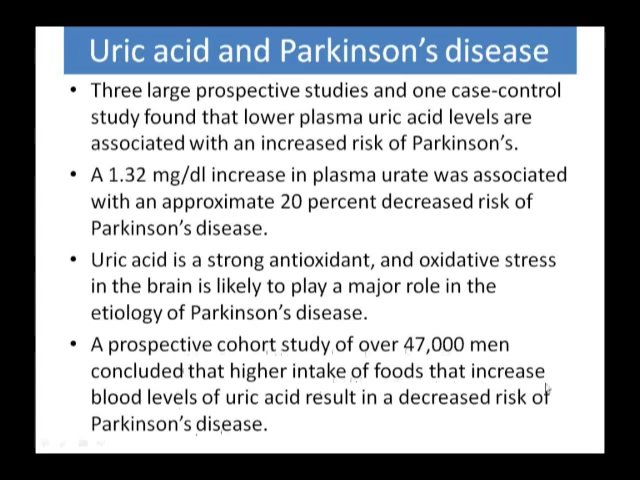 Uric acid and Parkinson's disease
• Three large prospective studies and one case-control
study found that lower plasma uric acid levels are
associated with an increased risk of Parkinson's.
• A 1.32 mg/dl increase in plasma urate was associated
with an approximate 20 percent decreased risk of
Parkinson's disease.
• Uric acid is a strong antioxidant, and oxidative stress
in the brain is likely to play a major role in the
etiology of Parkinson's disease.
• A prospective cohort study of over 47,000 men
concluded that higher intake of foods that increase
blood levels of uric acid result in a decreased risk of
Parkinson's disease.